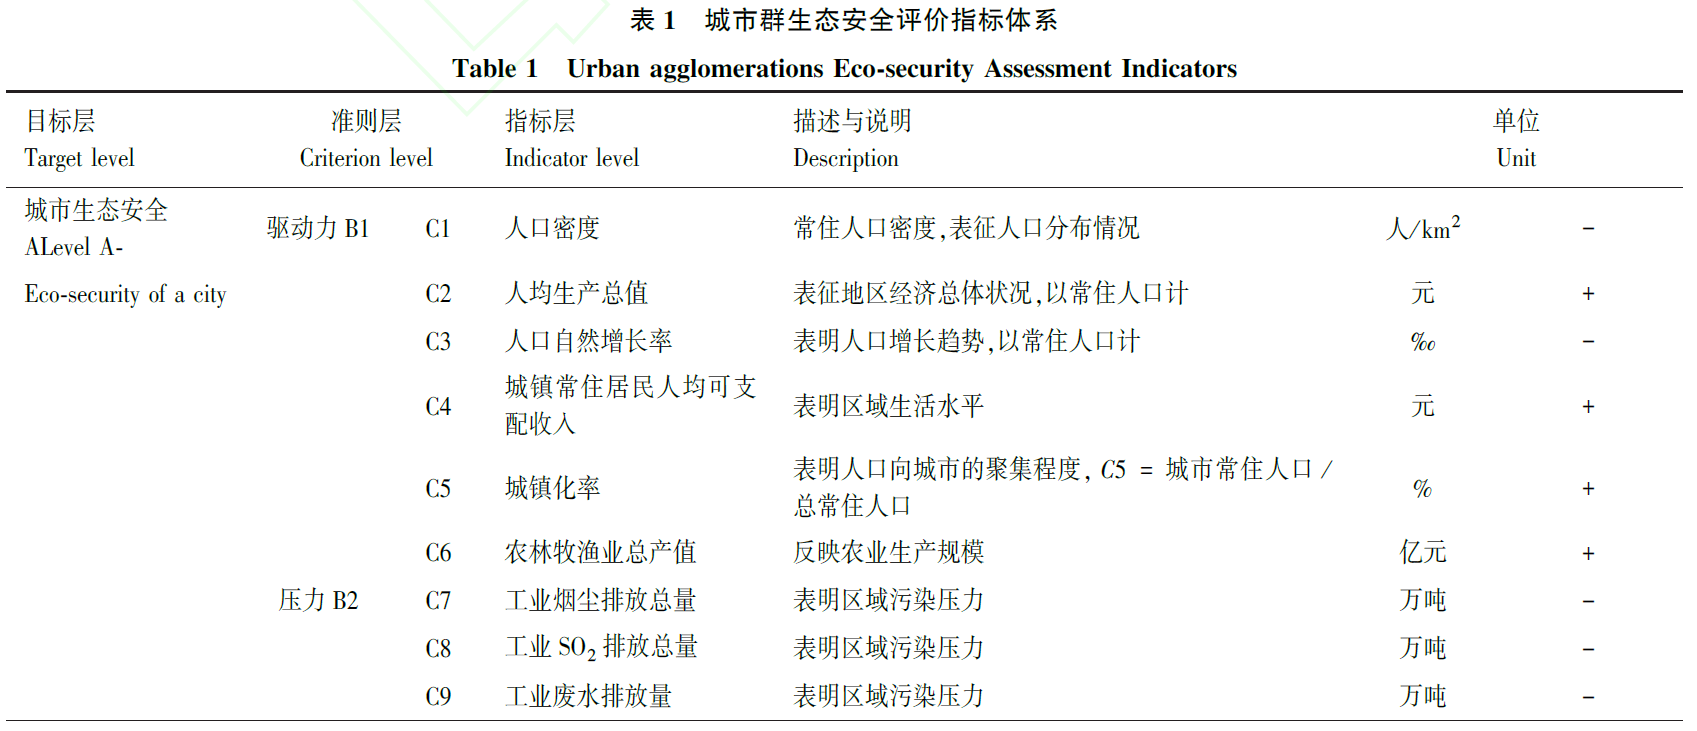 表 1 城市群生态安全评价指标体系
Table 1 Urban agglomerations Eco-security Assessment Indicators
目标层 准则层 指标层 描述与说明 单位
Target level Criterion level Indicator level Description Unit
城市生态安全
ALevel A-
驱动力 B1 C1 人口密度 常住人口密度,表征人口分布情况 人/km² -
Eco-security of a city C2 人均生产总值 表征地区经济总体状况,以常住人口计 元 +
C3 人口自然增长率 表明人口增长趋势,以常住人口计 ‰ -
C4 城镇常住居民人均可支
配收入 表明区域生活水平 元 +
C5 城镇化率 表明人口向城市的聚集程度, C5 = 城市常住人口 /
总常住人口 % +
C6 农林牧渔业总产值 反映农业生产规模 亿元 +
压力 B2 C7 工业烟尘排放总量 表明区域污染压力 万吨 -
C8 工业 SO₂ 排放总量 表明区域污染压力 万吨 -
C9 工业废水排放量 表明区域污染压力 万吨 -